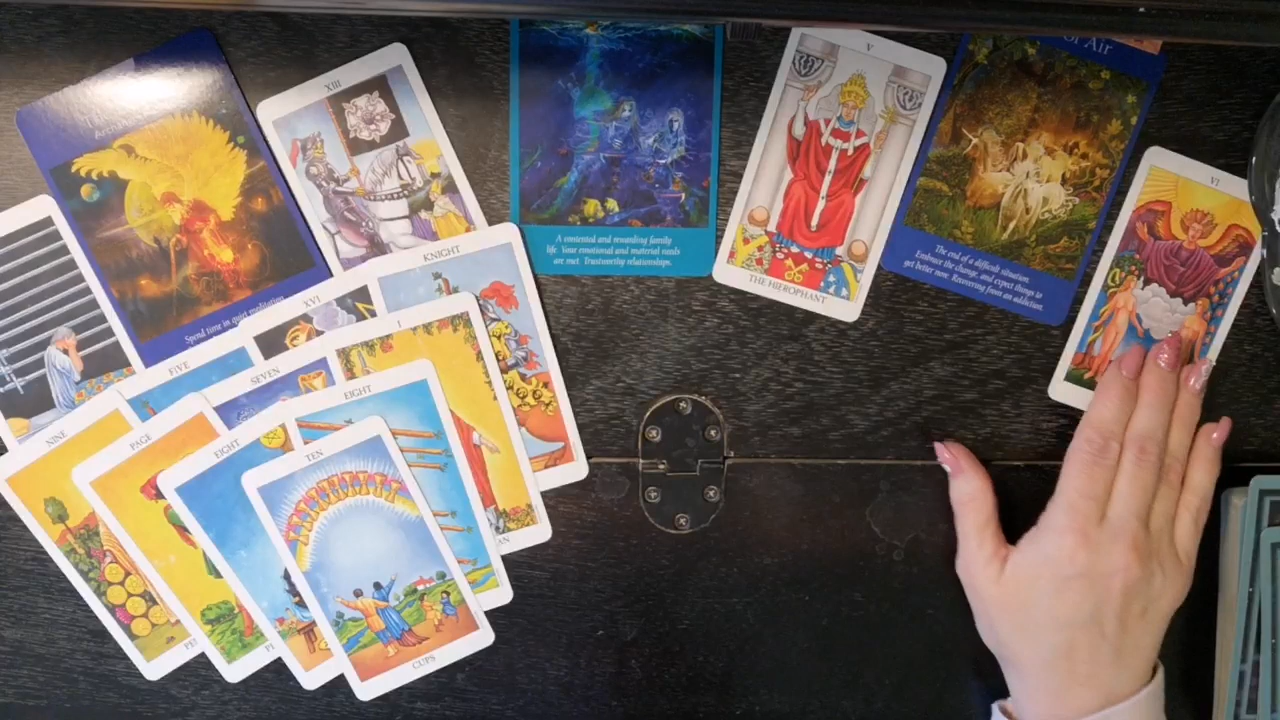 XIII
A contented and rewarding family
life. Your emotional and material needs
are met. Trustworthy relationships.
V
THE HIEROPHANT
of Air
The end of a difficult situation.
Embrace the change, and expect things to
get better now. Recovering from an addiction.
VI
Spend time in quiet meditation
KNIGHT
XVI
I
FIVE
SEVEN
EIGHT
NINE
PAGE
EIGHT
TEN
CUPS